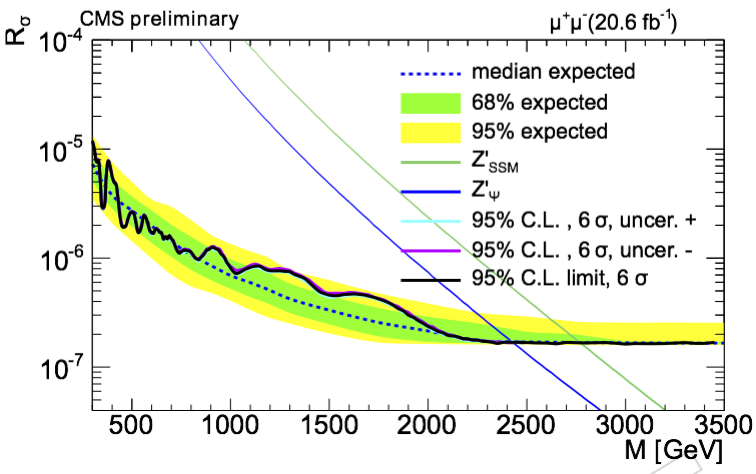 CMS preliminary
μ⁺μ⁻(20.6 fb⁻¹)
R_σ
10⁻⁴
10⁻⁵
10⁻⁶
10⁻⁷
median expected
68% expected
95% expected
Z'_SSM
Z'_Ψ
95% C.L. , 6 σ, uncer. +
95% C.L. , 6 σ, uncer. -
95% C.L. limit, 6 σ
500 1000 1500 2000 2500 3000 3500
M [GeV]